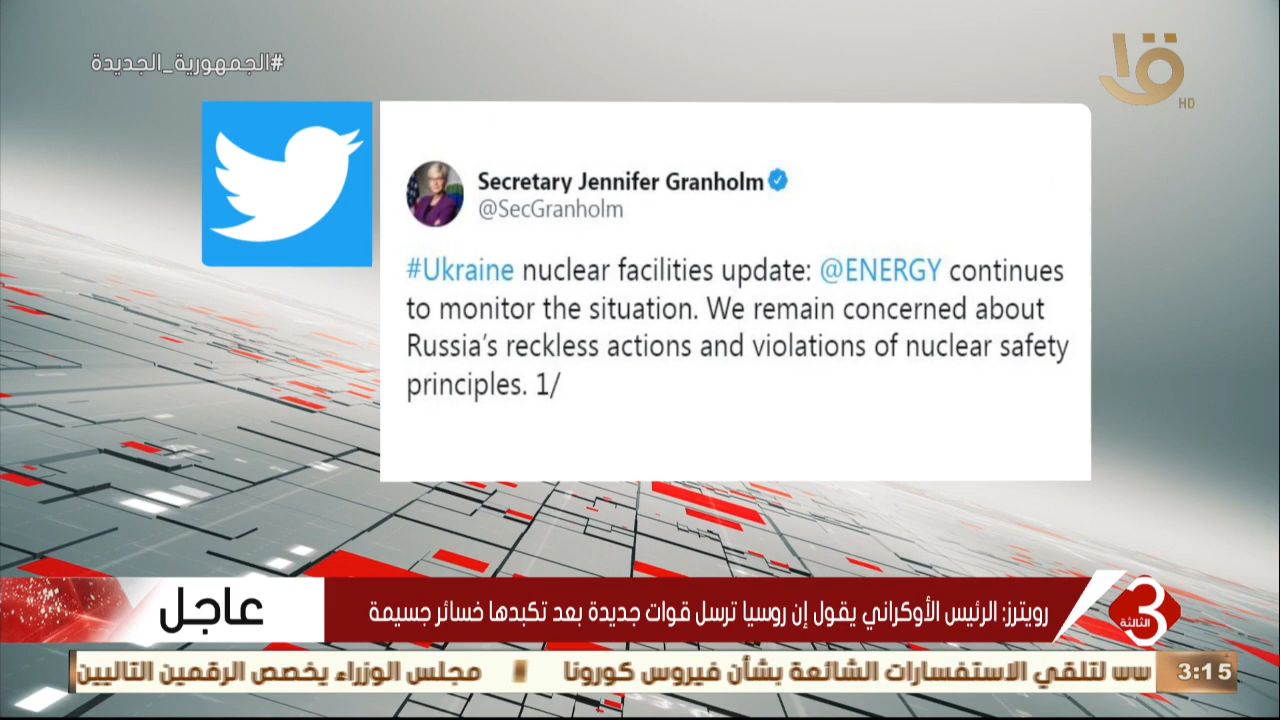 #الجمهورية_الجديدة
HD
Secretary Jennifer Granholm
@SecGranholm
#Ukraine nuclear facilities update: @ENERGY continues
to monitor the situation. We remain concerned about
Russia's reckless actions and violations of nuclear safety
principles. 1/
عاجل
رويترز: الرئيس الأوكراني يقول إن روسيا ترسل قوات جديدة بعد تكبدها خسائر جسيمة
3 الثالثة
لتلقي الاستفسارات الشائعة بشأن فيروس كورونا
مجلس الوزراء يخصص الرقمين التاليين
3:15